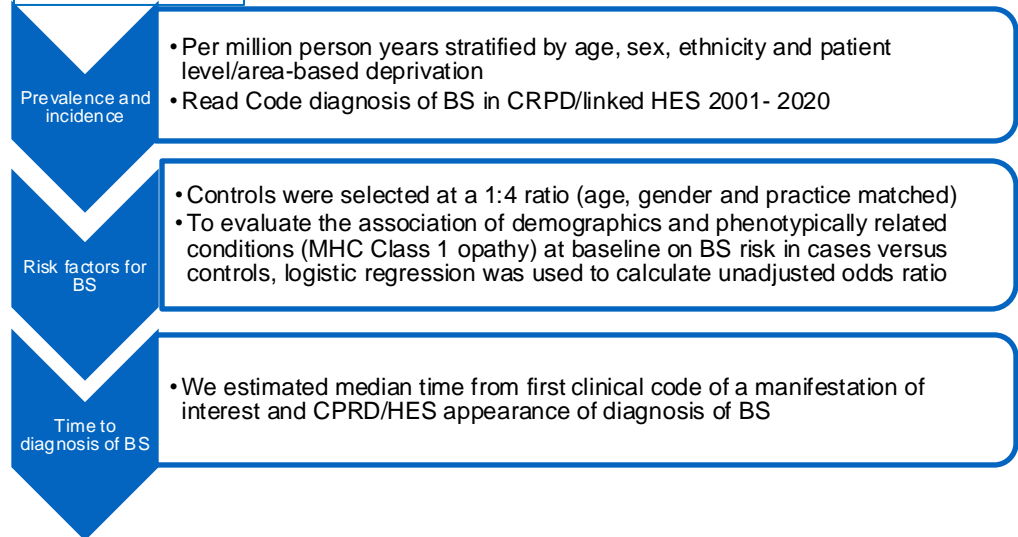 Prevalence and
incidence
• Per million person years stratified by age, sex, ethnicity and patient
level/area-based deprivation
• Read Code diagnosis of BS in CRPD/linked HES 2001- 2020
Risk factors for
BS
• Controls were selected at a 1:4 ratio (age, gender and practice matched)
• To evaluate the association of demographics and phenotypically related
conditions (MHC Class 1 opathy) at baseline on BS risk in cases versus
controls, logistic regression was used to calculate unadjusted odds ratio
Time to
diagnosis of BS
• We estimated median time from first clinical code of a manifestation of
interest and CPRD/HES appearance of diagnosis of BS